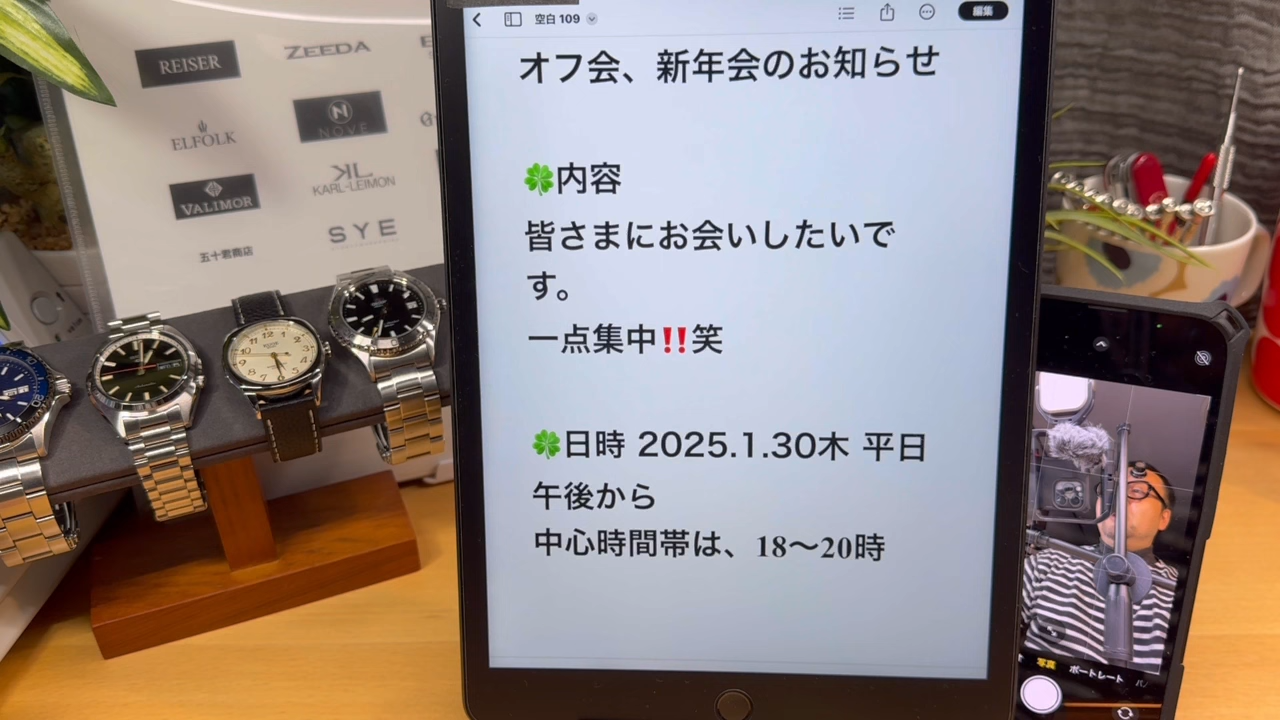 REISER
ZEEDA
ELFOLK
NOVE
VALIMOR
KL
KARL-LEIMON
五十君商店
SYE
空白 109
編集
オフ会、新年会のお知らせ
🍀内容
皆さまにお会いしたいで
す。
一点集中‼️笑
🍀日時 2025.1.30木 平日
午後から
中心時間帯は、18〜20時
写真
ポートレート